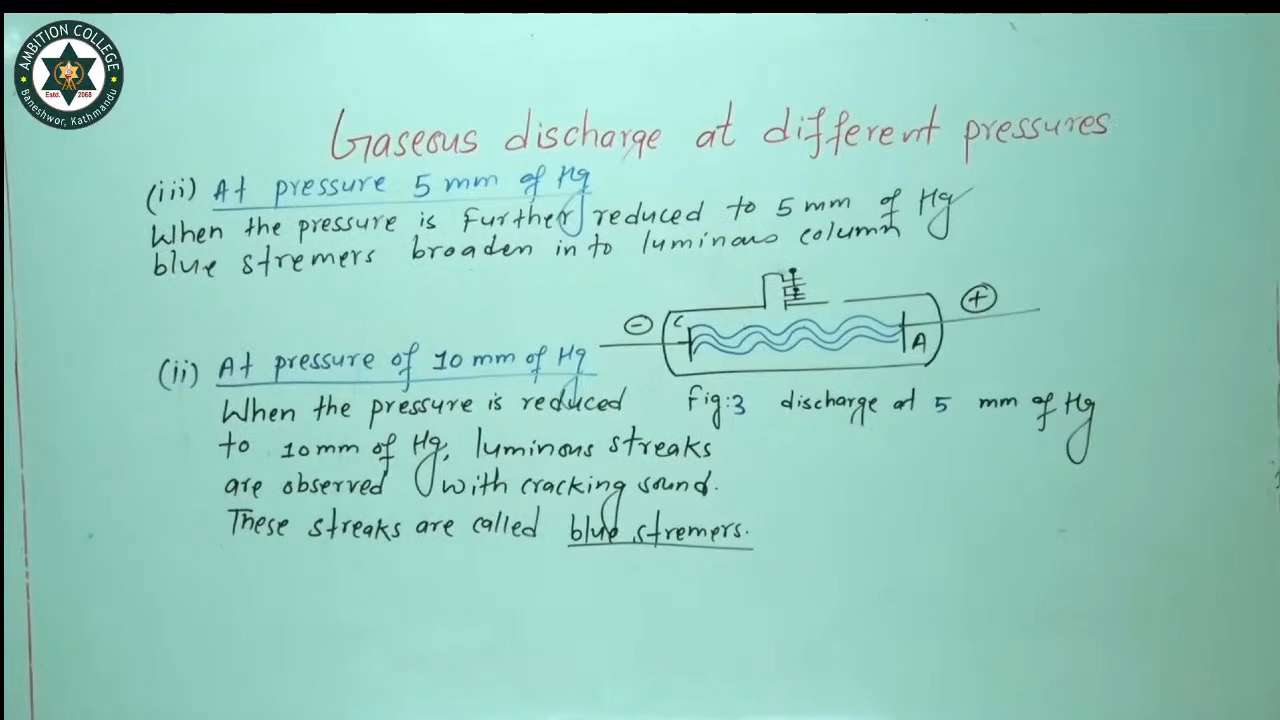 AMBITION COLLEGE
Estd. 2068
Baneshwor, Kathmandu
Gaseous discharge at different pressures
(iii) At pressure 5 mm of Hg
When the pressure is Further reduced to 5 mm of Hg
blue stremers broaden in to luminous column
- C A +
(ii) At pressure of 10 mm of Hg
When the pressure is reduced
to 10 mm of Hg, luminous streaks
are observed with cracking sound.
These streaks are called blue stremers.
Fig:3 discharge at 5 mm of Hg